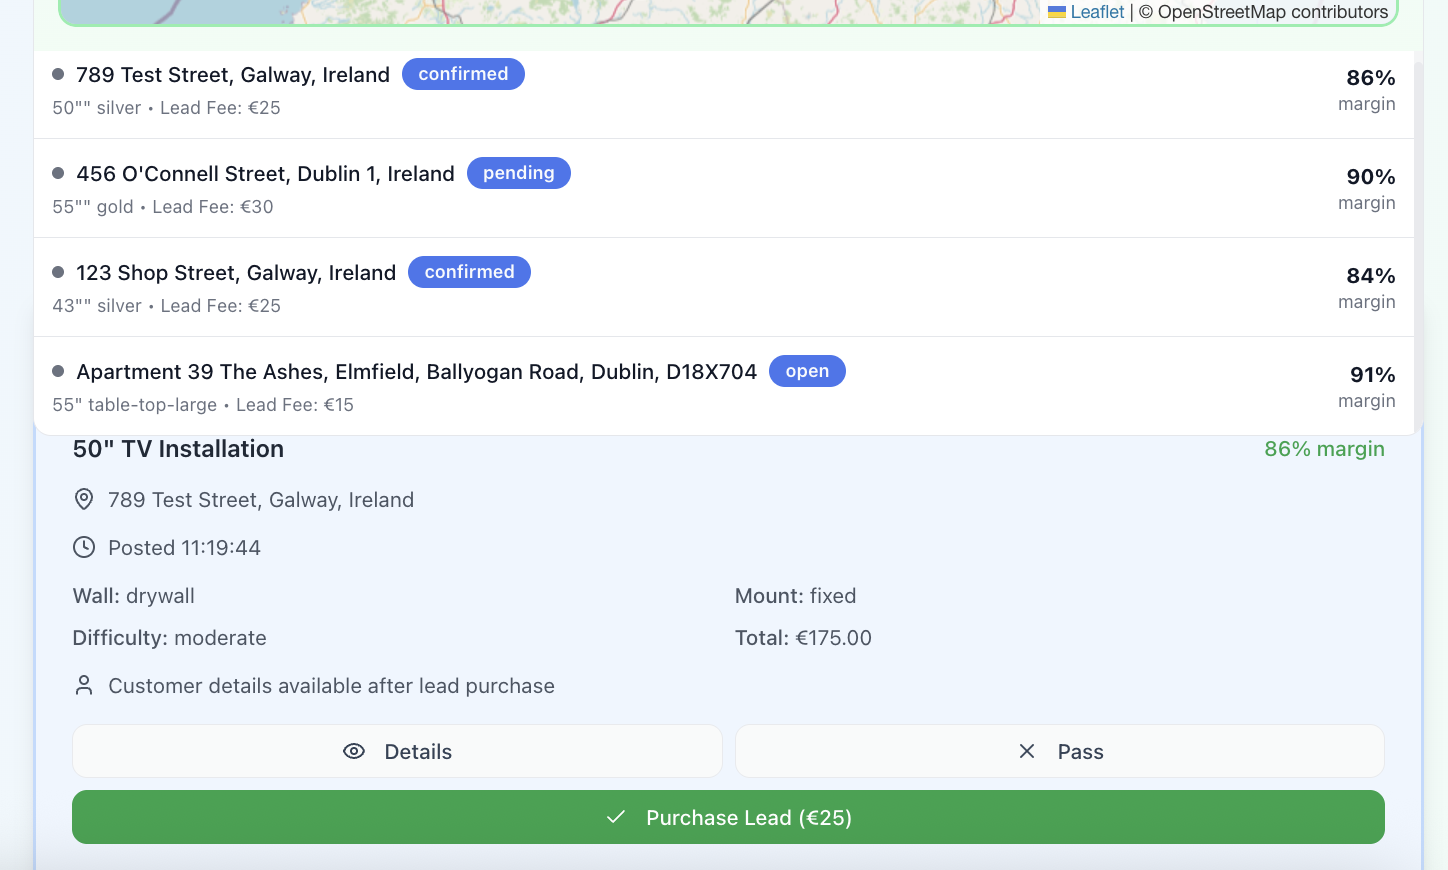 Leaflet | © OpenStreetMap contributors
789 Test Street, Galway, Ireland confirmed 86%
50"" silver • Lead Fee: €25 margin
456 O'Connell Street, Dublin 1, Ireland pending 90%
55"" gold • Lead Fee: €30 margin
123 Shop Street, Galway, Ireland confirmed 84%
43"" silver • Lead Fee: €25 margin
Apartment 39 The Ashes, Elmfield, Ballyogan Road, Dublin, D18X704 open 91%
55" table-top-large • Lead Fee: €15 margin
50" TV Installation 86% margin
789 Test Street, Galway, Ireland
Posted 11:19:44
Wall: drywall Mount: fixed
Difficulty: moderate Total: €175.00
Customer details available after lead purchase
Details Pass
Purchase Lead (€25)